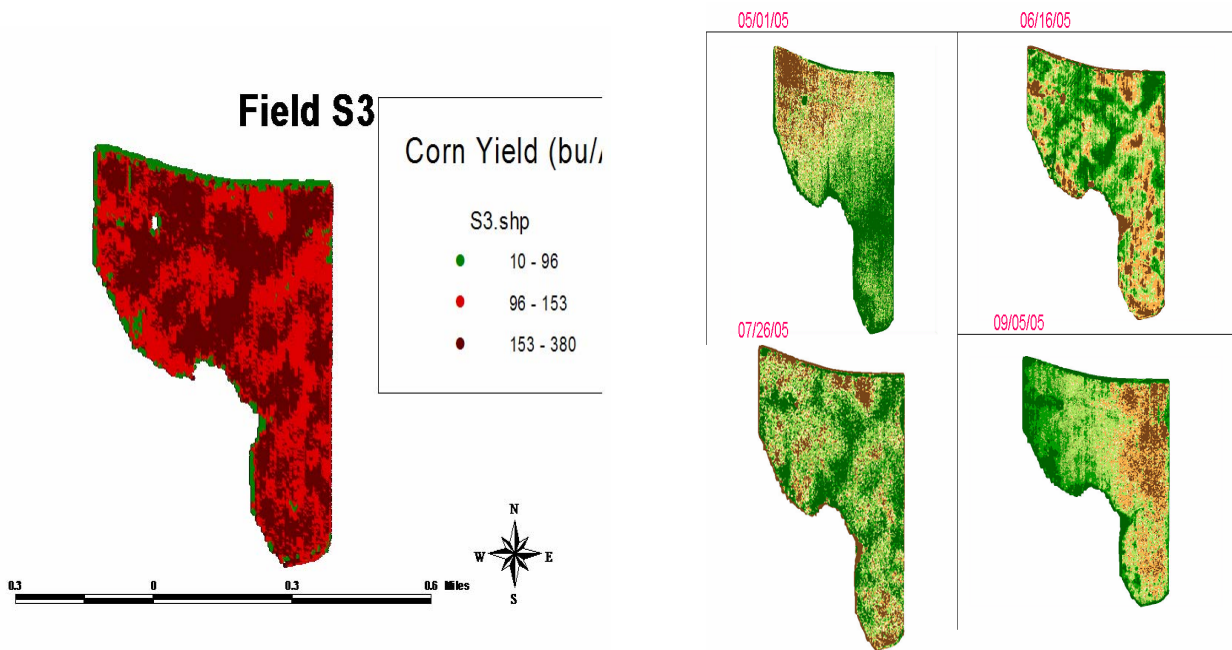 Field S3
Corn Yield (bu/
S3.shp
10 - 96
96 - 153
153 - 380
N
W E
S
0.3 0 0.3 0.6 Miles
05/01/05
06/16/05
07/26/05
09/05/05